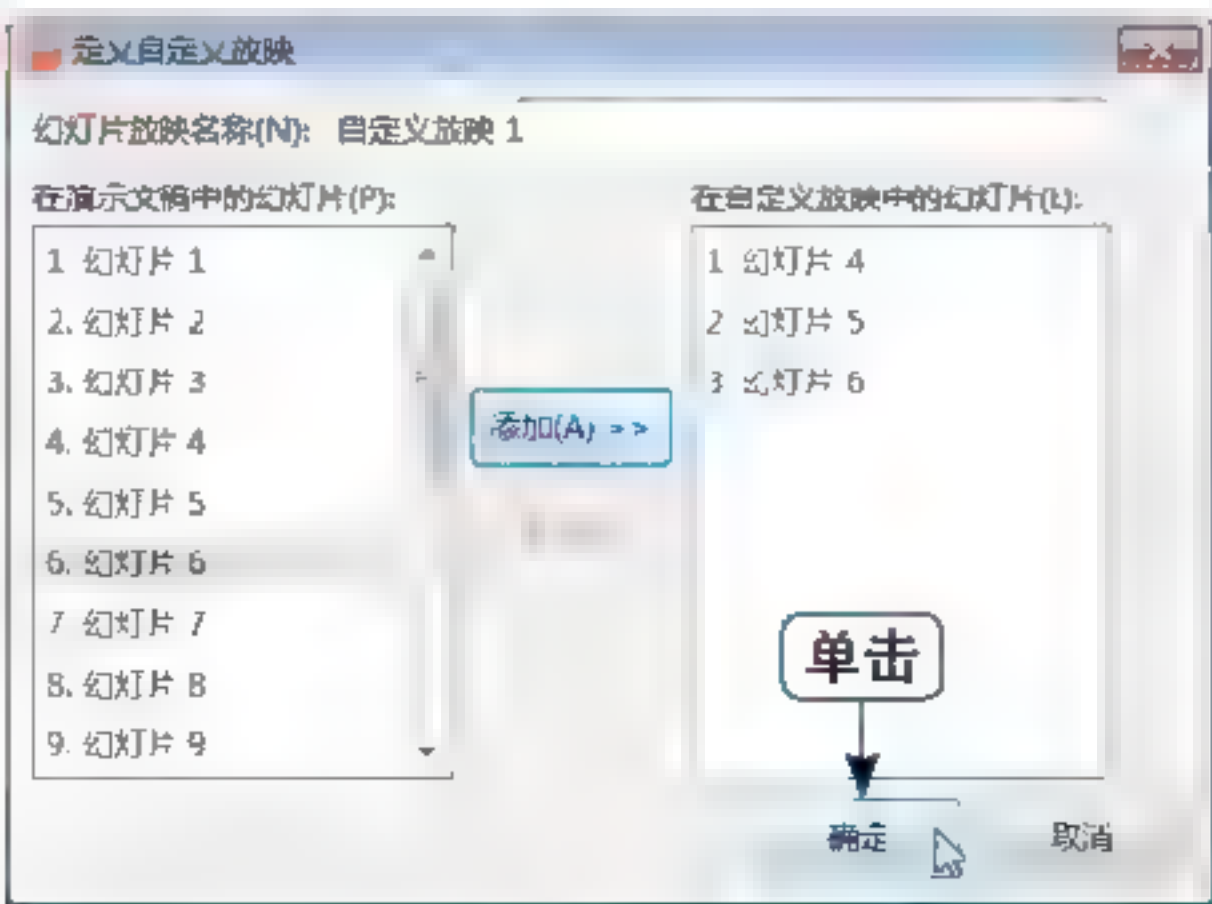 定义自定义放映
幻灯片放映名称(N): 自定义放映 1
在演示文稿中的幻灯片(P):
1 幻灯片 1
2. 幻灯片 2
3. 幻灯片 3
4. 幻灯片 4
5. 幻灯片 5
6. 幻灯片 6
7 幻灯片 7
8. 幻灯片 8
9. 幻灯片 9
添加(A) >>
在自定义放映中的幻灯片(L):
1 幻灯片 4
2 幻灯片 5
3 幻灯片 6
单击
确定
取消